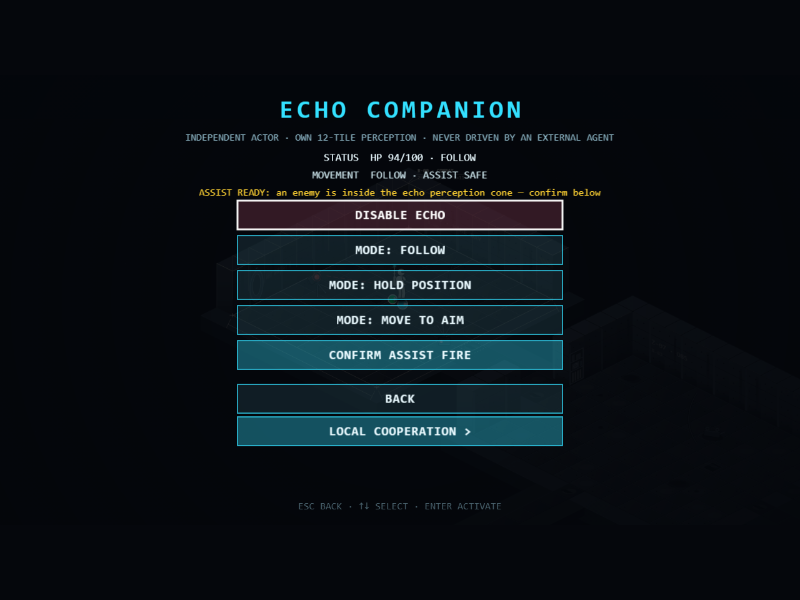 ECHO COMPANION
INDEPENDENT ACTOR · OWN 12-TILE PERCEPTION · NEVER DRIVEN BY AN EXTERNAL AGENT
STATUS  HP 94/100 · FOLLOW
MOVEMENT  FOLLOW · ASSIST SAFE
ASSIST READY: an enemy is inside the echo perception cone — confirm below
DISABLE ECHO
MODE: FOLLOW
MODE: HOLD POSITION
MODE: MOVE TO AIM
CONFIRM ASSIST FIRE
BACK
LOCAL COOPERATION >
ESC BACK · ↑↓ SELECT · ENTER ACTIVATE